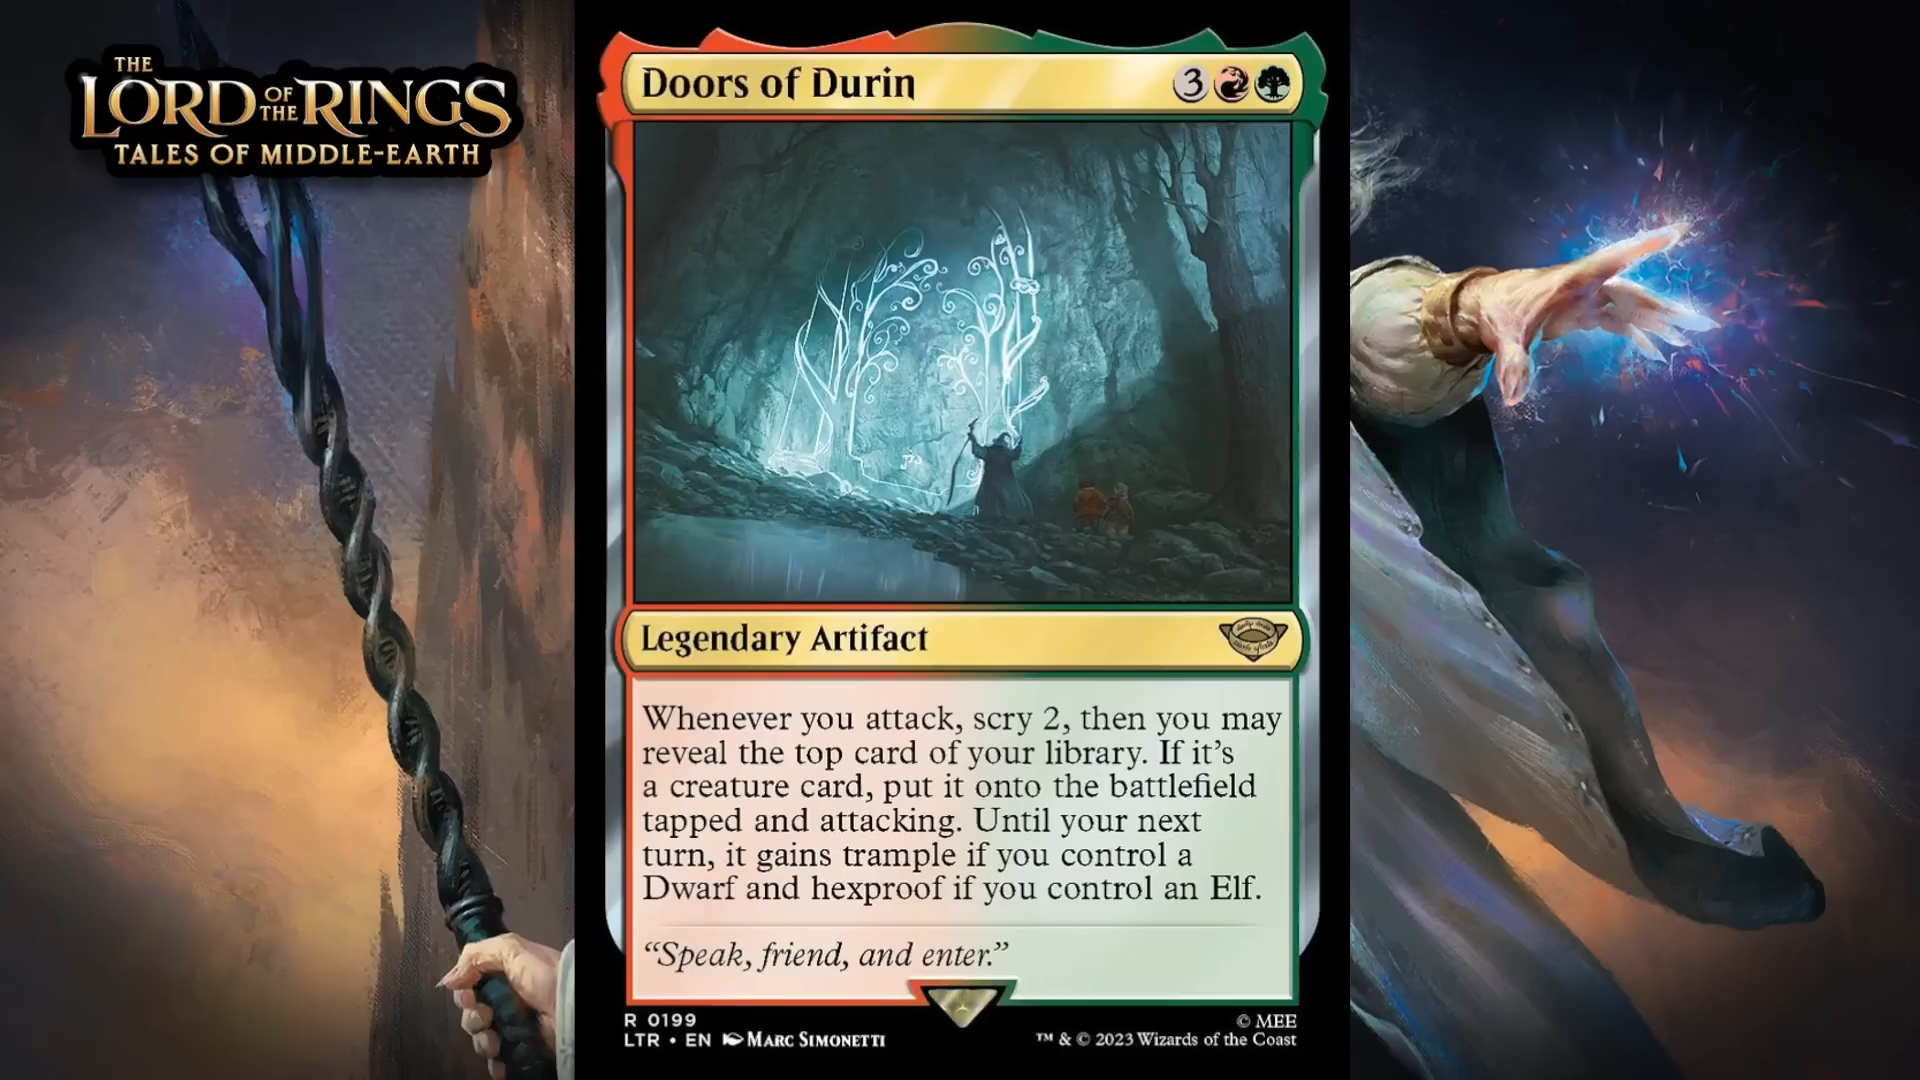 THE
LORD OF THE RINGS
TALES OF MIDDLE-EARTH
Doors of Durin
3
Legendary Artifact
Whenever you attack, scry 2, then you may
reveal the top card of your library. If it's
a creature card, put it onto the battlefield
tapped and attacking. Until your next
turn, it gains trample if you control a
Dwarf and hexproof if you control an Elf.
“Speak, friend, and enter.”
R 0199
LTR • EN Marc Simonetti
© MEE
™ & © 2023 Wizards of the Coast